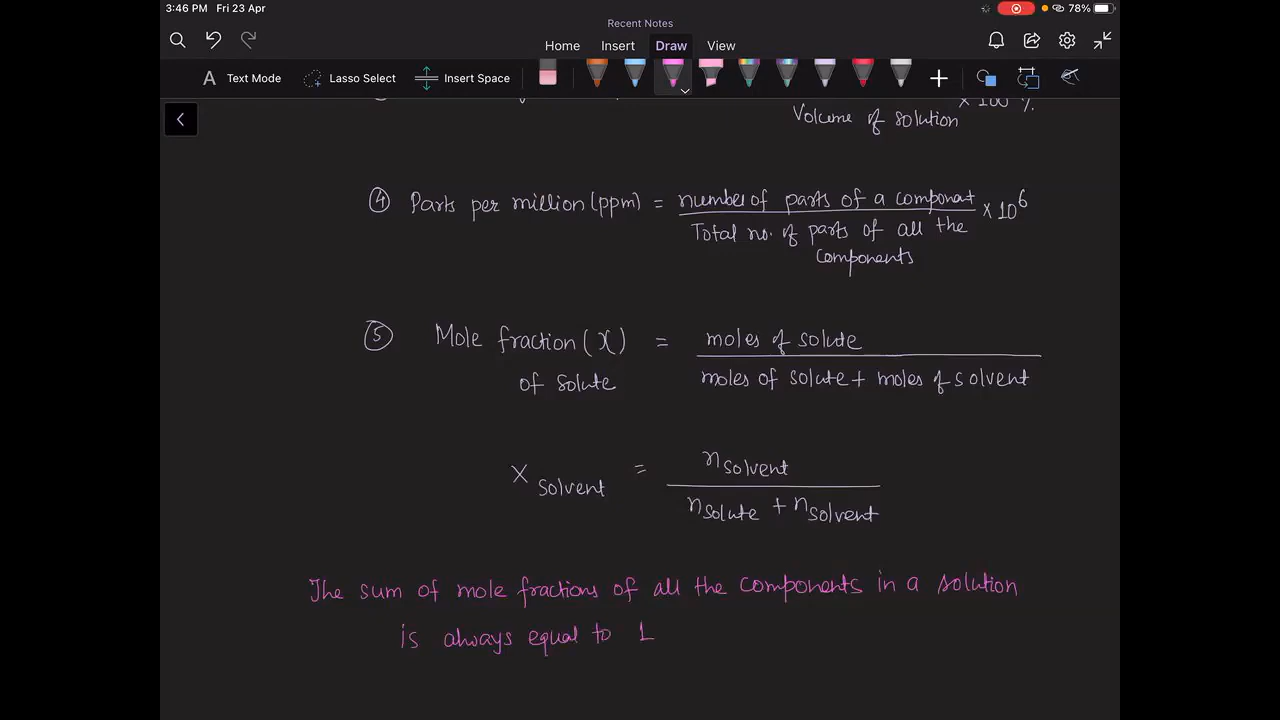 3:46 PM Fri 23 Apr
78%
Recent Notes
Home Insert Draw View
A Text Mode Lasso Select Insert Space
× 100 %
Volume of solution
④ Parts per million (ppm) = number of parts of a component × 10⁶
Total no. of parts of all the
components
⑤ Mole fraction (X) = moles of solute
of solute moles of solute + moles of solvent
X solvent = n solvent
n solute + n solvent
The sum of mole fractions of all the components in a solution
is always equal to 1